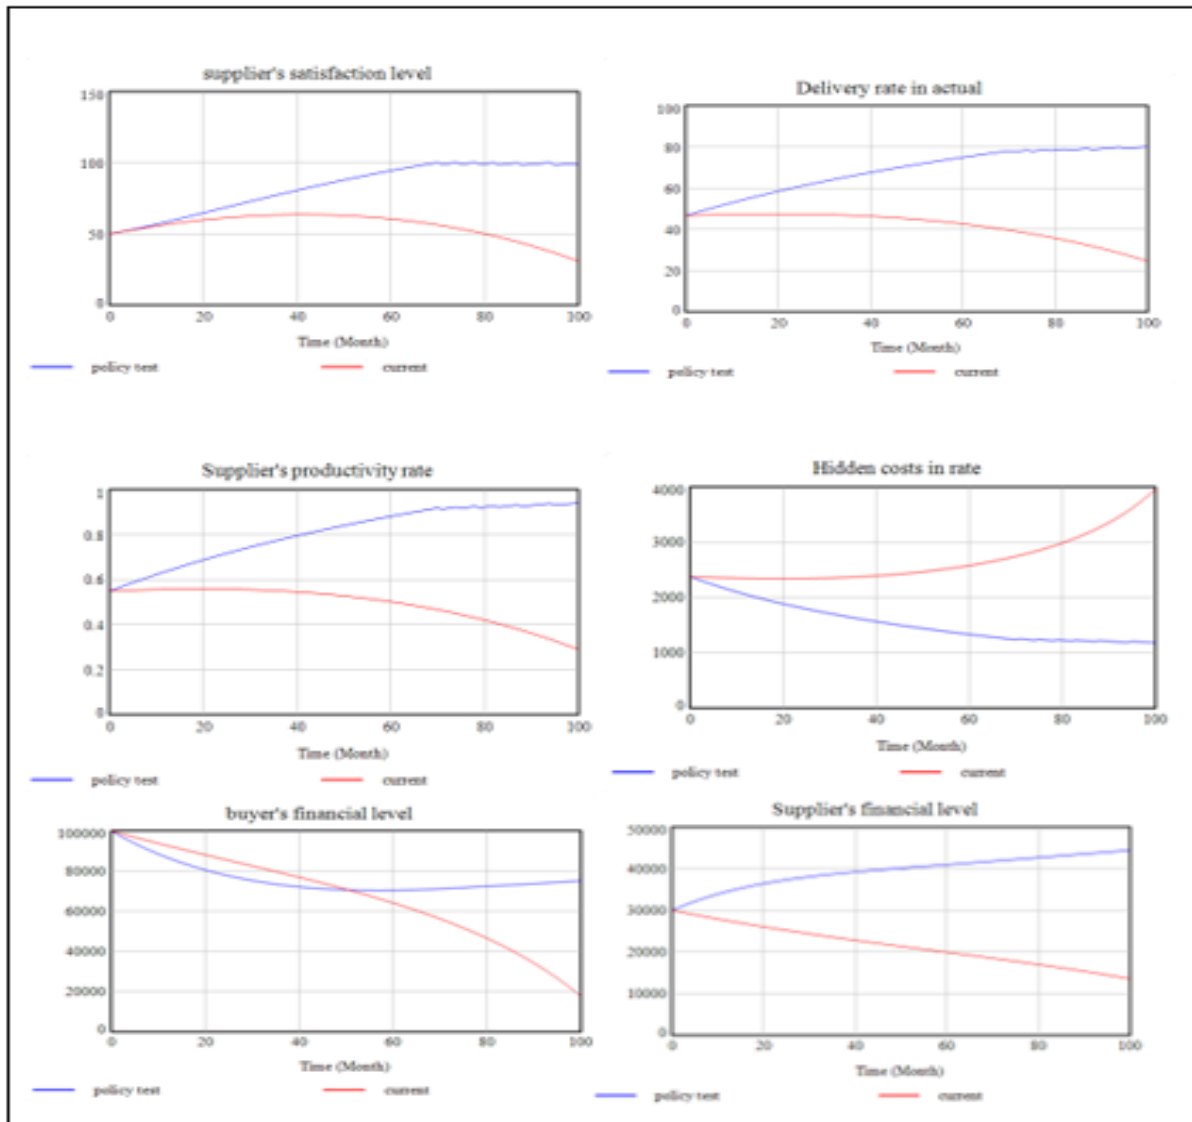 supplier's satisfaction level
150
100
50
0
0 20 40 60 80 100
Time (Month)
policy test current
Delivery rate in actual
100
80
60
40
20
0
0 20 40 60 80 100
Time (Month)
policy test current
Supplier's productivity rate
1
0.8
0.6
0.4
0.2
0
0 20 40 60 80 100
Time (Month)
policy test current
Hidden costs in rate
4000
3000
2000
1000
0
0 20 40 60 80 100
Time (Month)
policy test current
buyer's financial level
100000
80000
60000
40000
20000
0
0 20 40 60 80 100
Time (Month)
policy test current
Supplier's financial level
50000
40000
30000
20000
10000
0
0 20 40 60 80 100
Time (Month)
policy test current